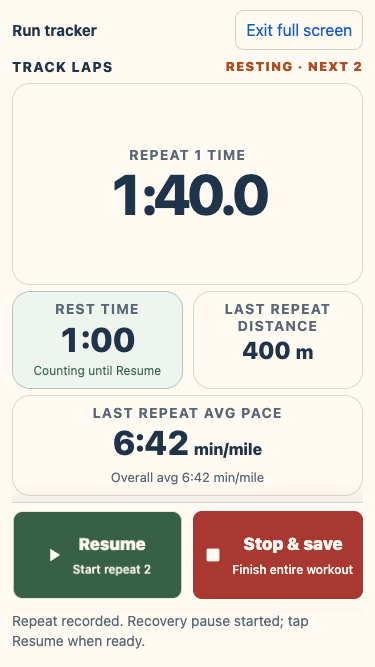 Run tracker
Exit full screen
TRACK LAPS
RESTING · NEXT 2
REPEAT 1 TIME
1:40.0
REST TIME
1:00
Counting until Resume
LAST REPEAT
DISTANCE
400 m
LAST REPEAT AVG PACE
6:42 min/mile
Overall avg 6:42 min/mile
Resume
Start repeat 2
Stop & save
Finish entire workout
Repeat recorded. Recovery pause started; tap
Resume when ready.